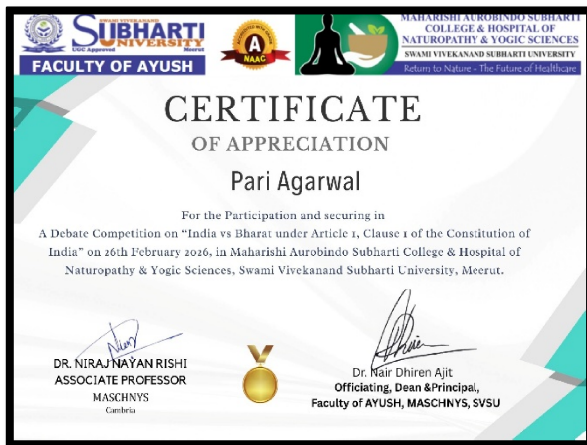 SWAMI VIVEKANAND
SUBHARTI
UNIVERSITY
UGC Approved Meerut
FACULTY OF AYUSH
A
NAAC
MAHARISHI AUROBINDO SUBHARTI
COLLEGE & HOSPITAL OF
NATUROPATHY & YOGIC SCIENCES
SWAMI VIVEKANAND SUBHARTI UNIVERSITY
Return to Nature - The Future of Healthcare
CERTIFICATE
OF APPRECIATION
Pari Agarwal
For the Participation and securing in
A Debate Competition on “India vs Bharat under Article 1, Clause 1 of the Constitution of
India” on 26th February 2026, in Maharishi Aurobindo Subharti College & Hospital of
Naturopathy & Yogic Sciences, Swami Vivekanand Subharti University, Meerut.
DR. NIRAJ NAYAN RISHI
ASSOCIATE PROFESSOR
MASCHNYS
Cambria
Dr. Nair Dhiren Ajit
Officiating, Dean &Principal,
Faculty of AYUSH, MASCHNYS, SVSU